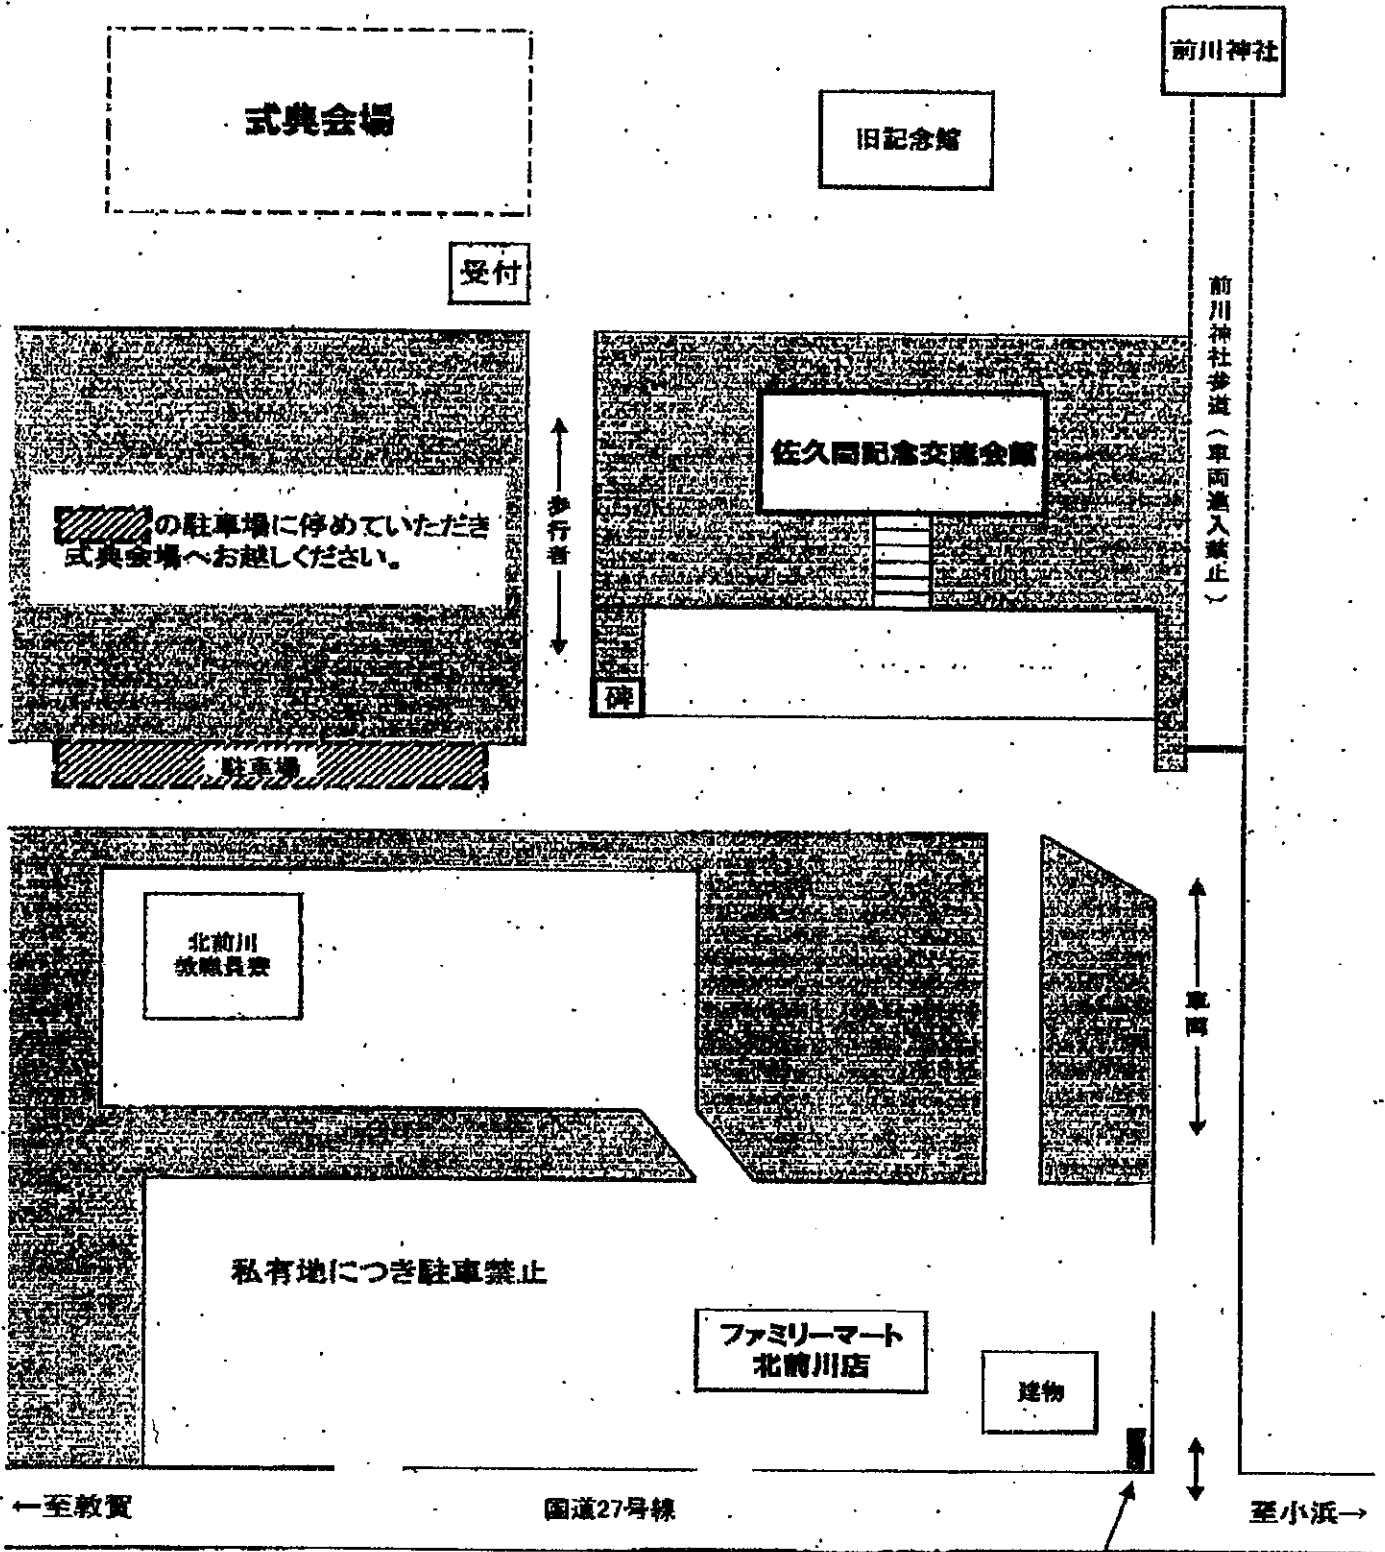 前川神社
式典会場
旧記念館
受付
前川神社参道(車両進入禁止)
佐久間記念交流会館
歩行者
の駐車場に停めていただき
式典会場へお越しください。
碑
駐車場
北前川
教職員寮
車両
私有地につき駐車禁止
ファミリーマート
北前川店
建物
←至敦賀
国道27号線
至小浜→